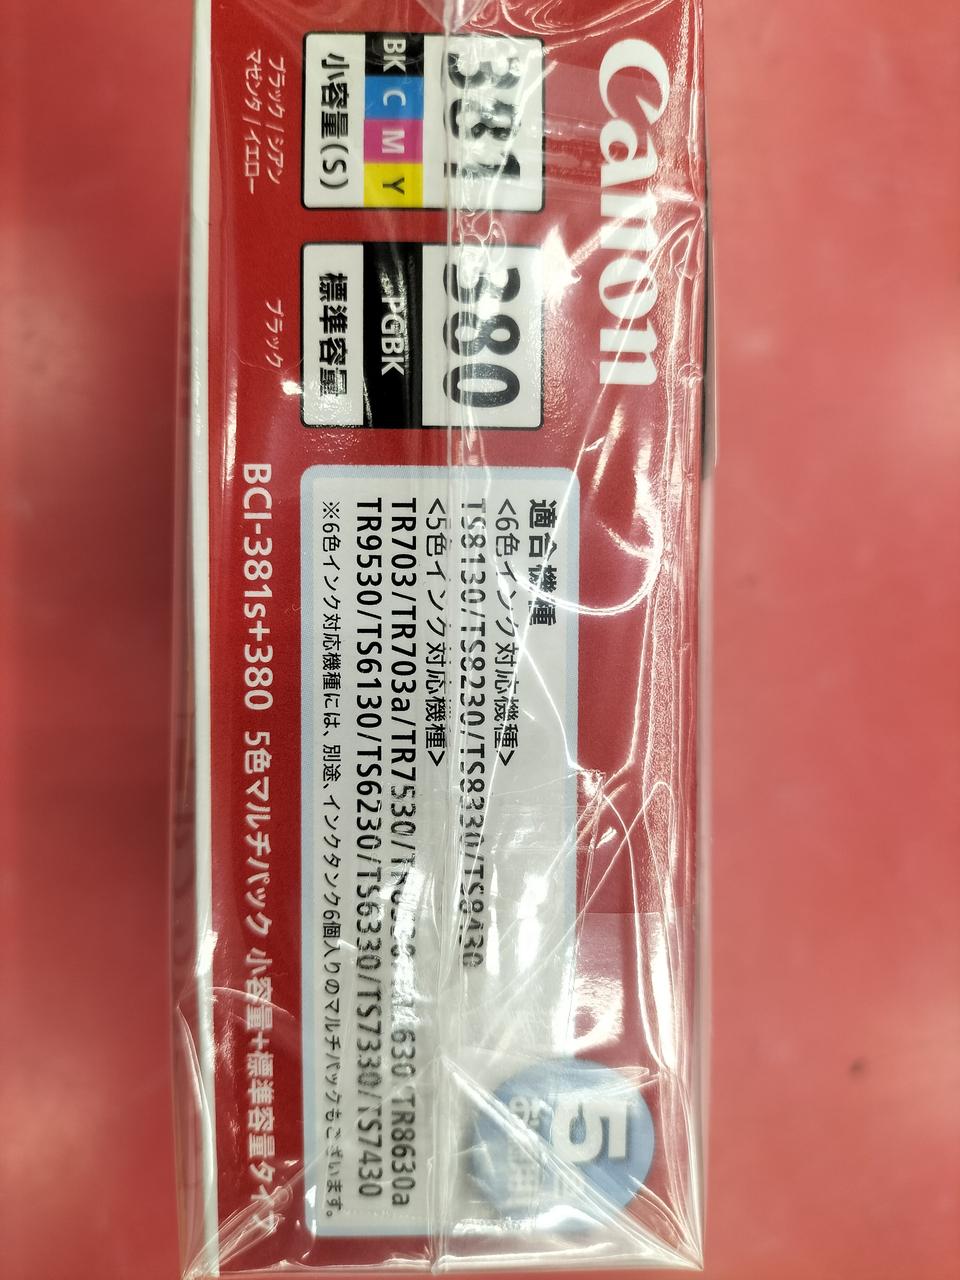 Canon
381
BK C M Y
小容量(S)
ブラック | シアン
マゼンタ | イエロー
380
PGBK
標準容量
ブラック
適合機種
<6色インク対応機種>
TS8130/TS8230/TS8330/TS8430
<5色インク対応機種>
TR703/TR703a/TR7530/TR8630a
TR9530/TS6130/TS6230/TS6330/TS7330/TS7430
※6色インク対応機種には、別途、インクタンク6個入りのマルチパックもございます。
5
BCI-381s+380 5色マルチパック 小容量+標準容量タイプ